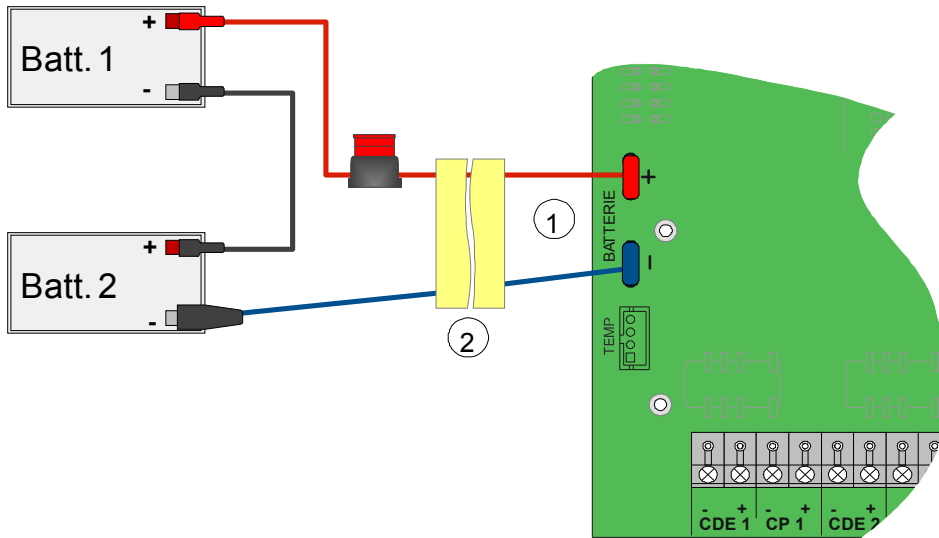 +
Batt. 1
-
+
Batt. 2
-
1
2
+
BATTERIE
-
TEMP
- + - + - +
CDE 1 CP 1 CDE 2